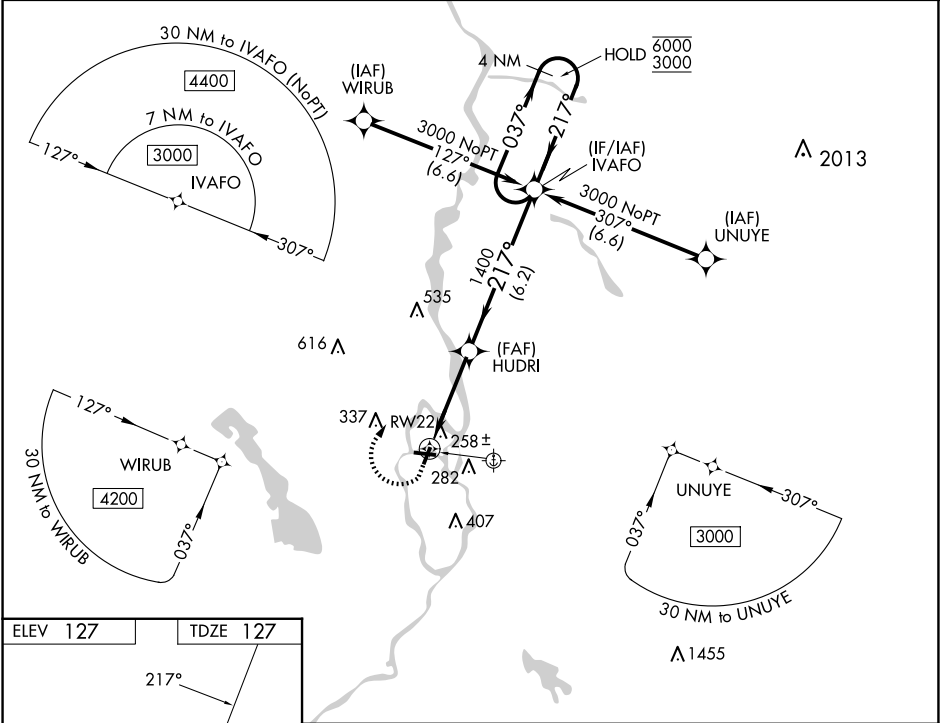 30 NM to IVAFO (NoPT)
4400
7 NM to IVAFO
3000
IVAFO
127°
307°
(IAF)
WIRUB
3000 NoPT
127°
(6.6)
4 NM
HOLD 6000
3000
037°
217°
(IF/IAF)
IVAFO
2013
3000 NoPT
307°
(6.6)
(IAF)
UNUYE
1400
217°
(6.2)
535
616
(FAF)
HUDRI
337
RW22
258±
282
407
127°
WIRUB
4200
037°
30 NM to WIRUB
UNUYE
307°
037°
3000
30 NM to UNUYE
1455
ELEV 127
TDZE 127
217°